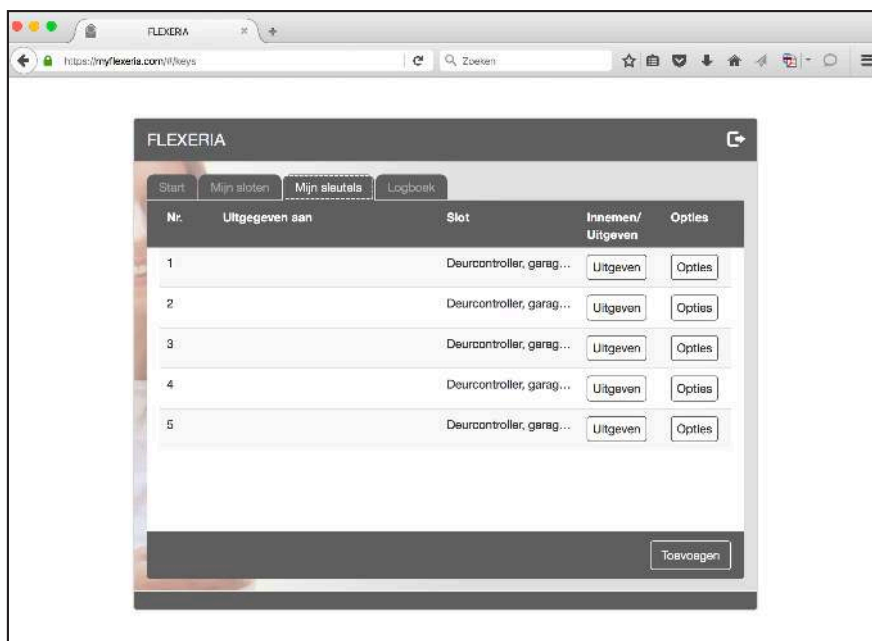 FLEXERIA
https://myflexeria.com/#/keys
Zoeken
FLEXERIA
Start Mijn sloten Mijn sleutels Logboek
Nr. Uitgegeven aan Slot Innemen/ Opties
Uitgeven
1 Deurcontroller, garag... Uitgeven Opties
2 Deurcontroller, garag... Uitgeven Opties
3 Deurcontroller, garag... Uitgeven Opties
4 Deurcontroller, garag... Uitgeven Opties
5 Deurcontroller, garag... Uitgeven Opties
Toevoegen